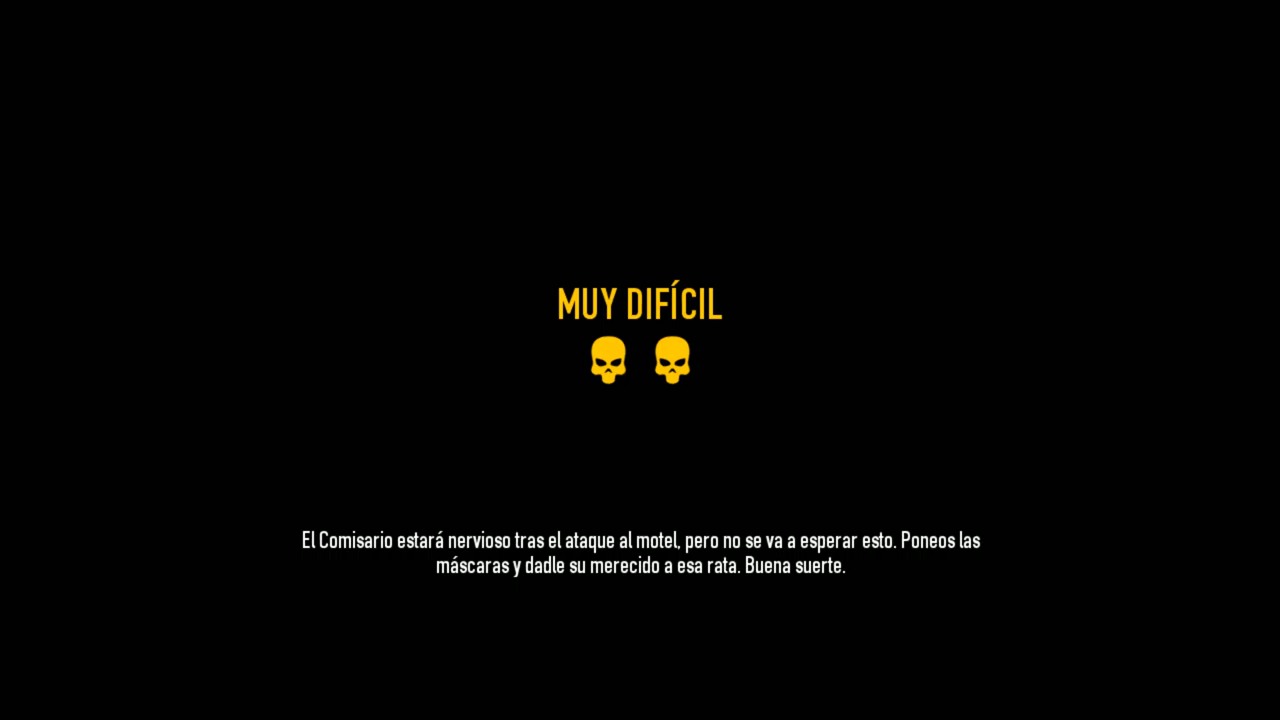 MUY DIFÍCIL
El Comisario estará nervioso tras el ataque al motel, pero no se va a esperar esto. Poneos las
máscaras y dadle su merecido a esa rata. Buena suerte.